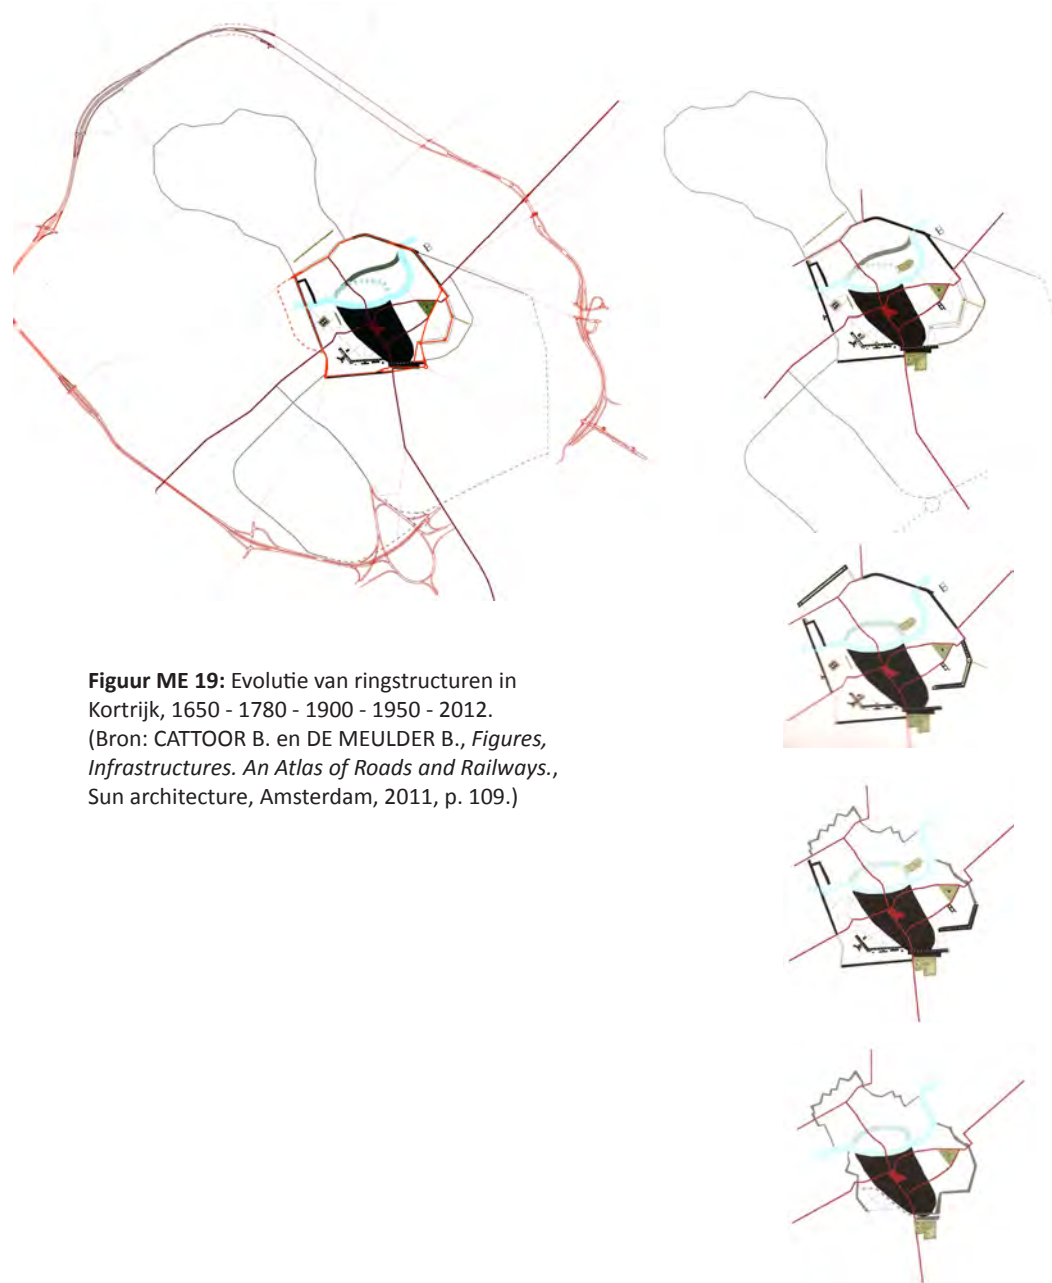 Figuur ME 19: Evolutie van ringstructuren in
Kortrijk, 1650 - 1780 - 1900 - 1950 - 2012.
(Bron: CATTOOR B. en DE MEULDER B., Figures,
Infrastructures. An Atlas of Roads and Railways.,
Sun architecture, Amsterdam, 2011, p. 109.)